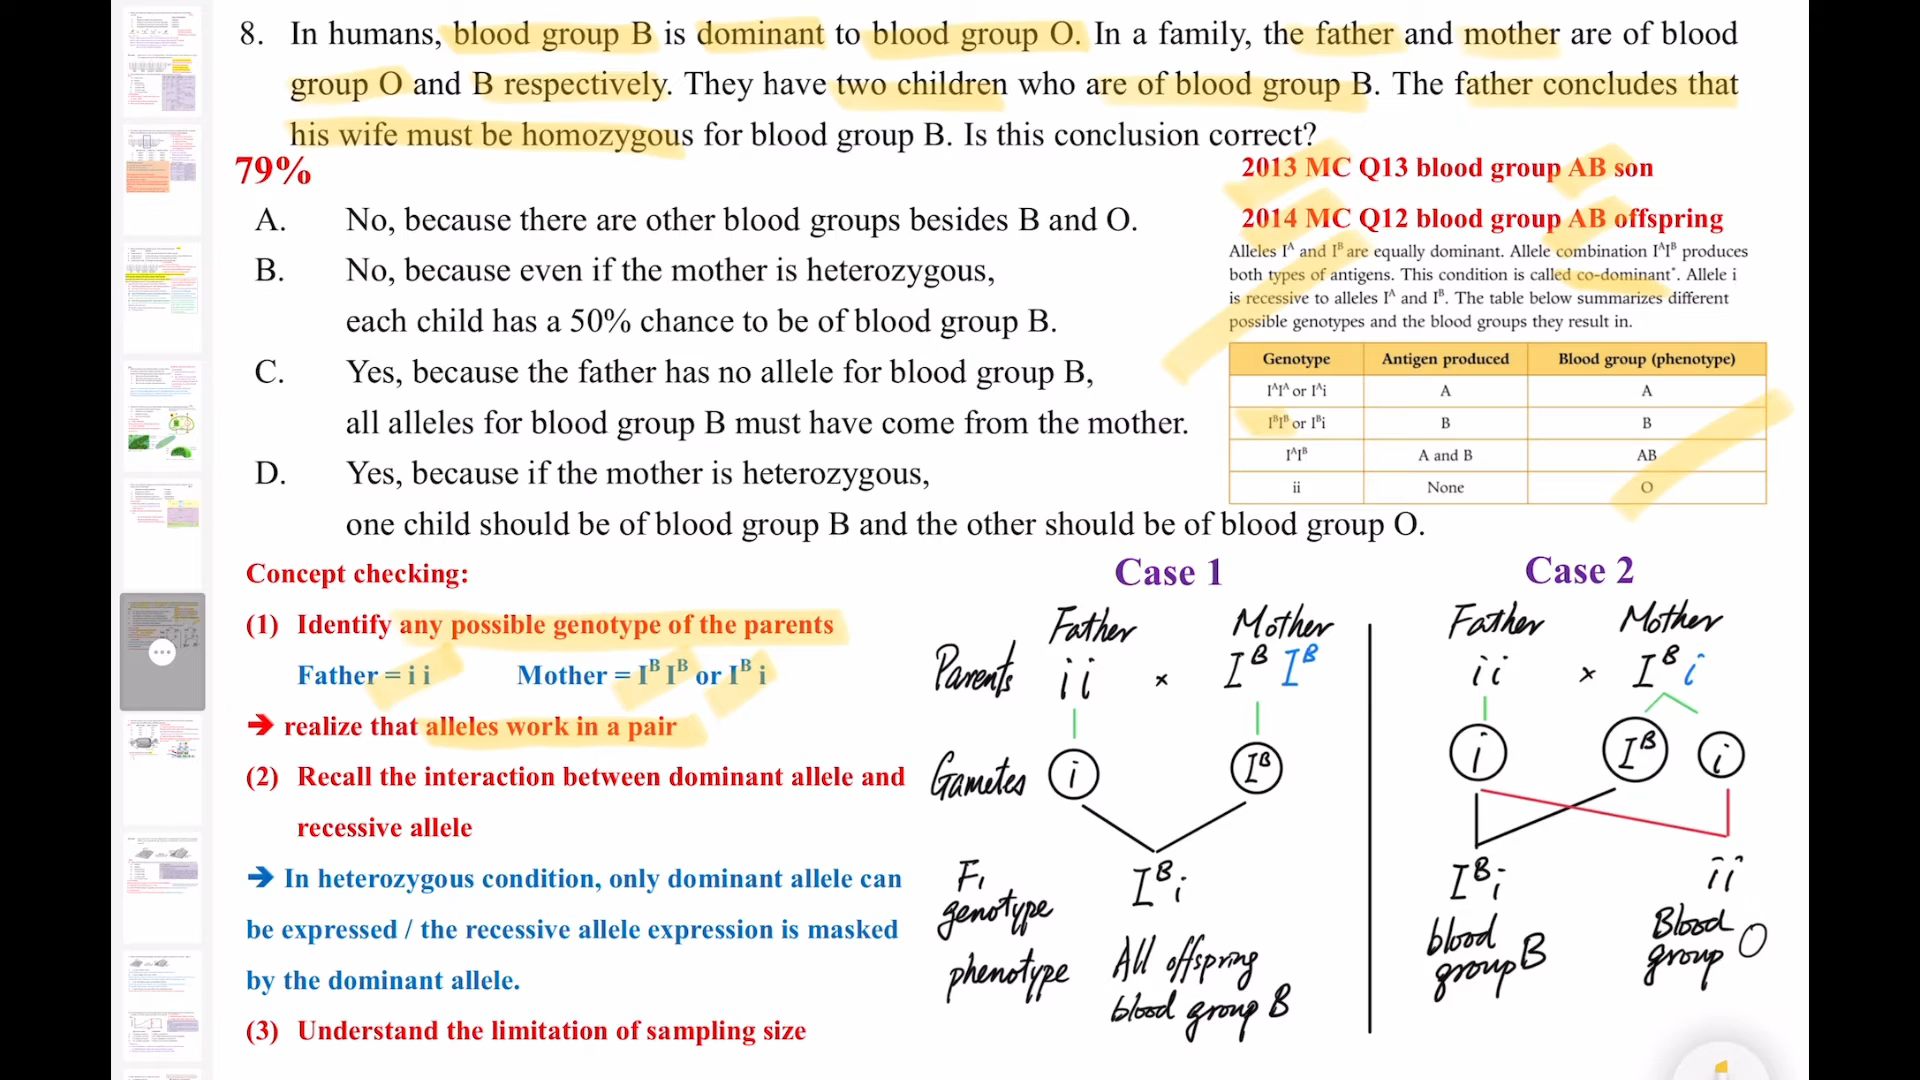 8. In humans, blood group B is dominant to blood group O. In a family, the father and mother are of blood
group O and B respectively. They have two children who are of blood group B. The father concludes that
his wife must be homozygous for blood group B. Is this conclusion correct?
79%
2013 MC Q13 blood group AB son
2014 MC Q12 blood group AB offspring
A. No, because there are other blood groups besides B and O.
B. No, because even if the mother is heterozygous,
each child has a 50% chance to be of blood group B.
C. Yes, because the father has no allele for blood group B,
all alleles for blood group B must have come from the mother.
D. Yes, because if the mother is heterozygous,
one child should be of blood group B and the other should be of blood group O.
Alleles Iᴬ and Iᴮ are equally dominant. Allele combination IᴬIᴮ produces
both types of antigens. This condition is called co-dominant*. Allele i
is recessive to alleles Iᴬ and Iᴮ. The table below summarizes different
possible genotypes and the blood groups they result in.
Genotype Antigen produced Blood group (phenotype)
IᴬIᴬ or Iᴬi A A
IᴮIᴮ or Iᴮi B B
IᴬIᴮ A and B AB
ii None O
Concept checking:
(1) Identify any possible genotype of the parents
Father = i i Mother = Iᴮ Iᴮ or Iᴮ i
➔ realize that alleles work in a pair
(2) Recall the interaction between dominant allele and
recessive allele
➔ In heterozygous condition, only dominant allele can
be expressed / the recessive allele expression is masked
by the dominant allele.
(3) Understand the limitation of sampling size
Case 1
Father Mother
Parents ii × Iᴮ Iᴮ
Gametes i Iᴮ
F₁ genotype Iᴮi
phenotype All offspring
blood group B
Case 2
Father Mother
ii × Iᴮ i
i Iᴮ i
Iᴮi ii
blood group B
Blood group O